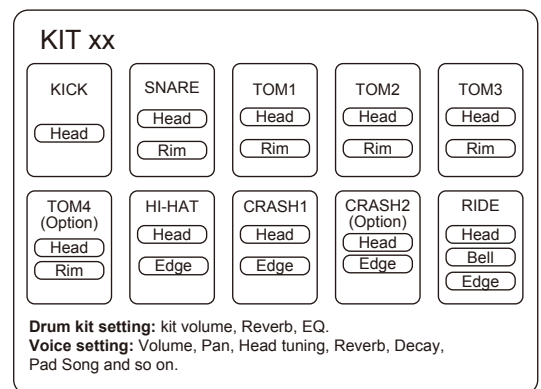 KIT xx
KICK
Head
SNARE
Head
Rim
TOM1
Head
Rim
TOM2
Head
Rim
TOM3
Head
Rim
TOM4
(Option)
Head
Rim
HI-HAT
Head
Edge
CRASH1
Head
Edge
CRASH2
(Option)
Head
Edge
RIDE
Head
Bell
Edge
Drum kit setting: kit volume, Reverb, EQ.
Voice setting: Volume, Pan, Head tuning, Reverb, Decay,
Pad Song and so on.